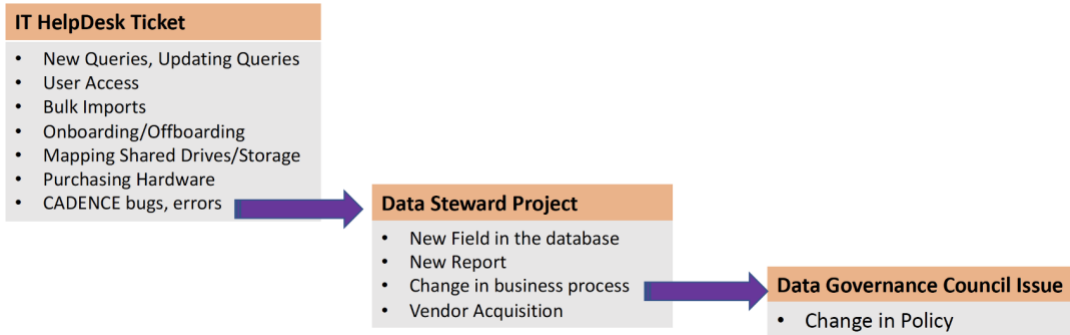 IT HelpDesk Ticket
• New Queries, Updating Queries
• User Access
• Bulk Imports
• Onboarding/Offboarding
• Mapping Shared Drives/Storage
• Purchasing Hardware
• CADENCE bugs, errors
Data Steward Project
• New Field in the database
• New Report
• Change in business process
• Vendor Acquisition
Data Governance Council Issue
• Change in Policy